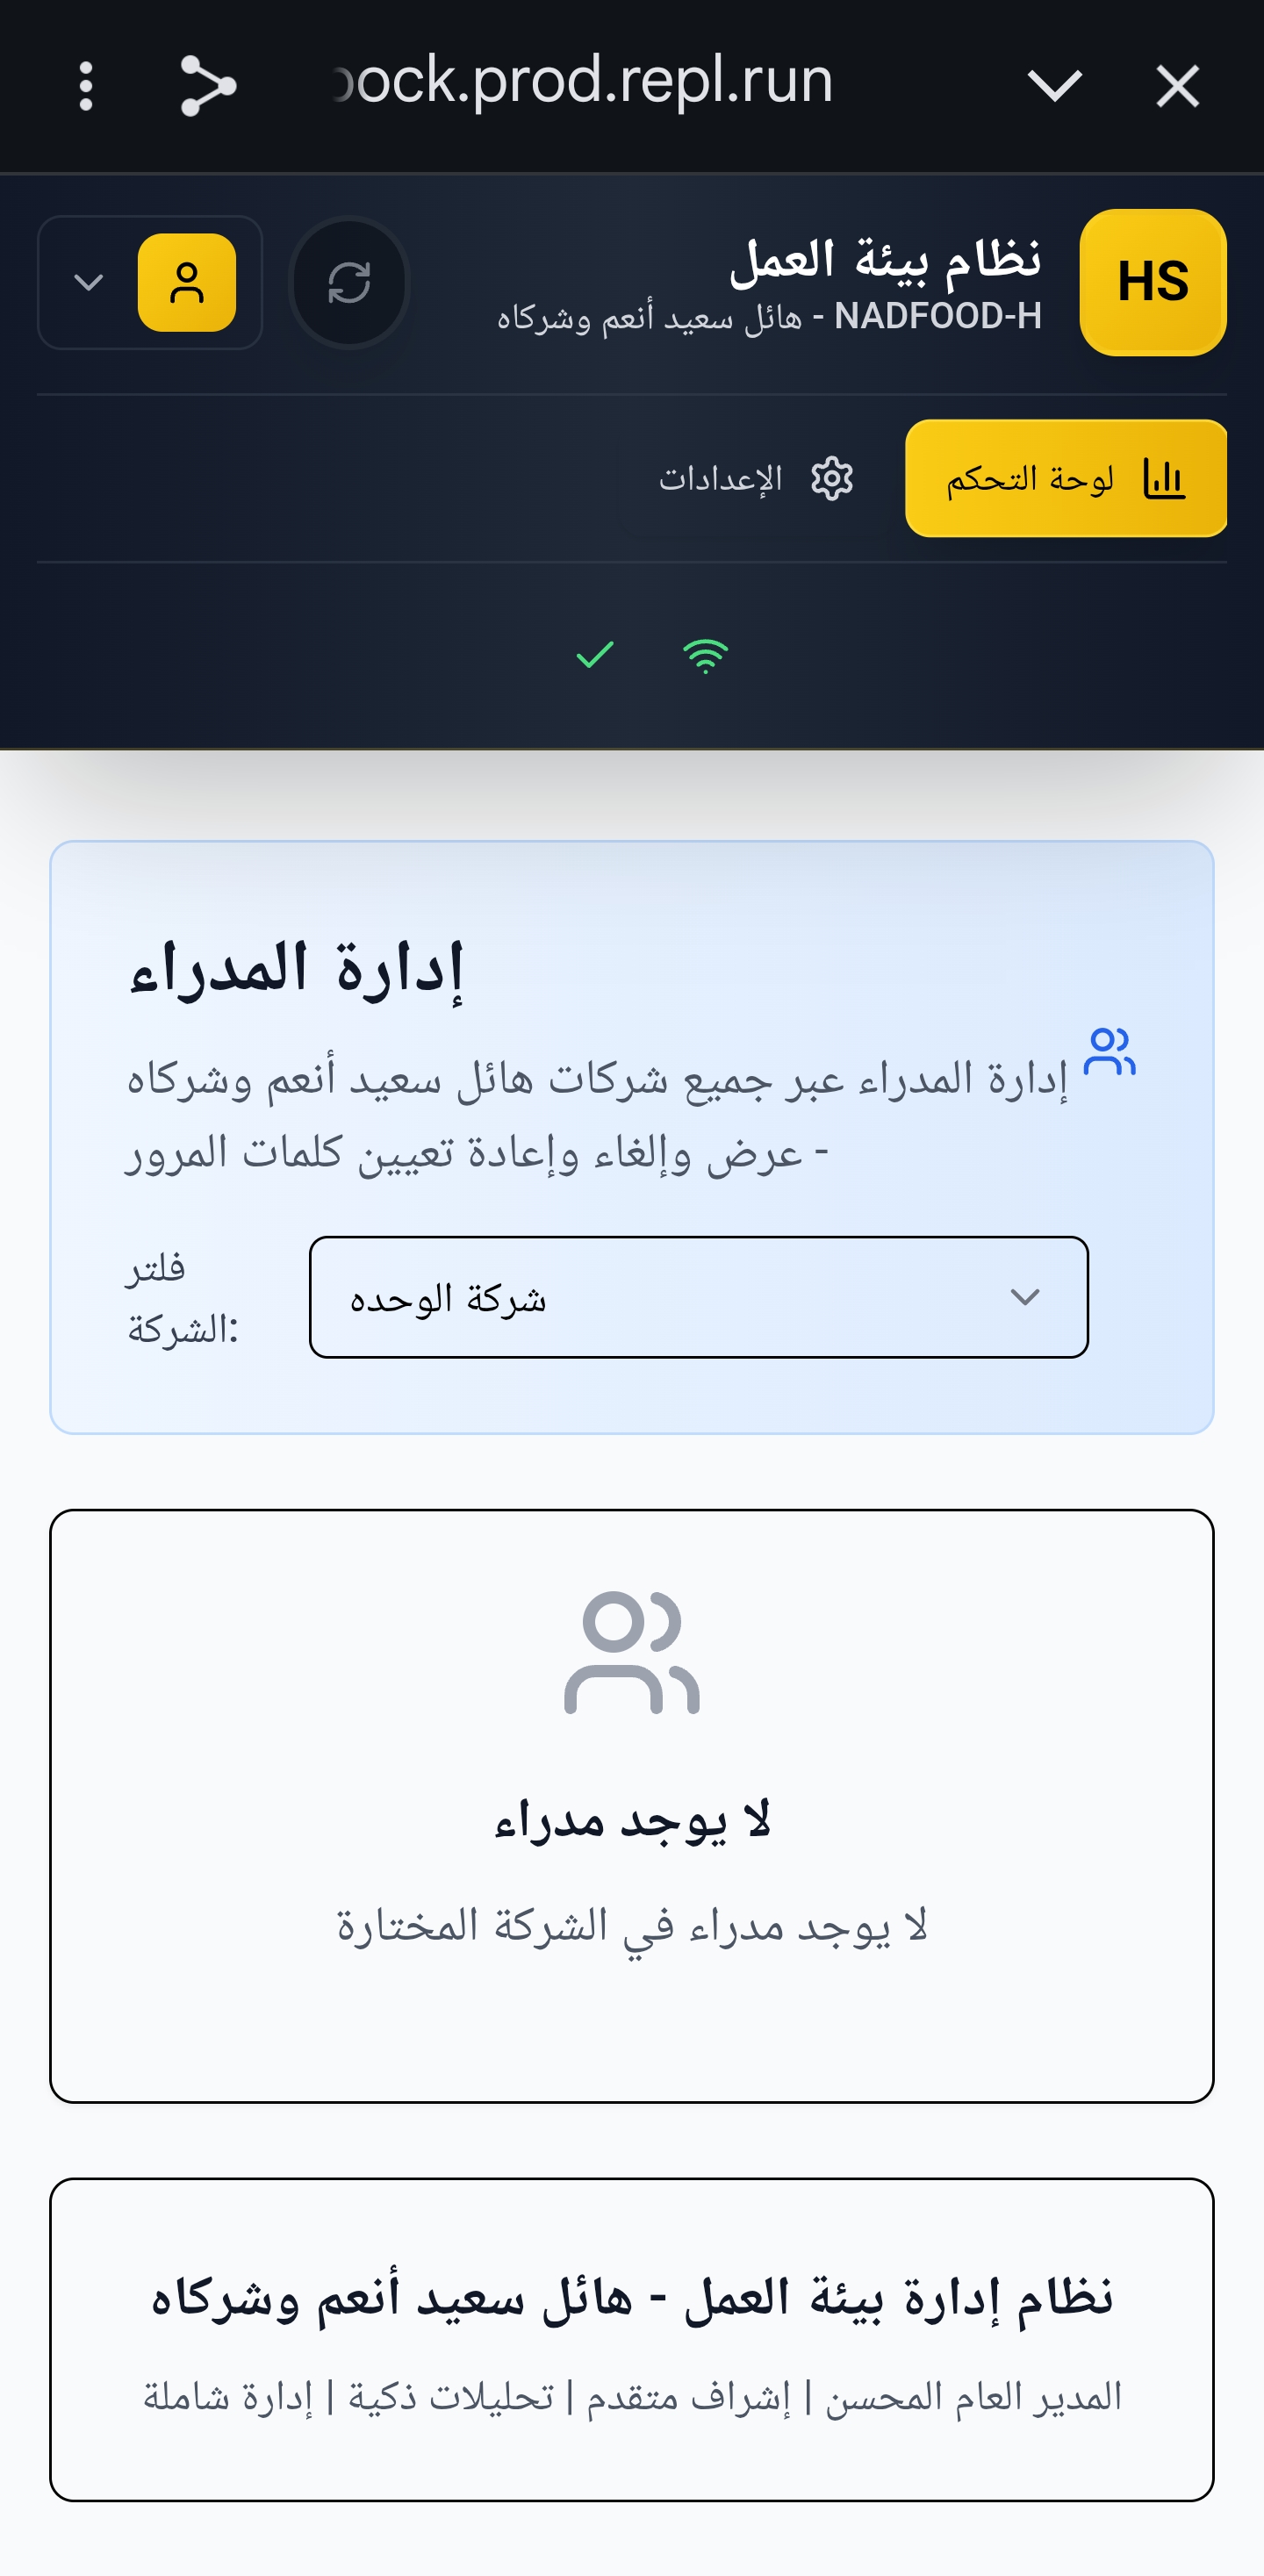 ock.prod.repl.run
HS
نظام بيئة العمل
NADFOOD-H - هائل سعيد أنعم وشركاه
لوحة التحكم
الإعدادات
إدارة المدراء
إدارة المدراء عبر جميع شركات هائل سعيد أنعم وشركاه
- عرض وإلغاء وإعادة تعيين كلمات المرور
فلتر
الشركة:
شركة الوحده
لا يوجد مدراء
لا يوجد مدراء في الشركة المختارة
نظام إدارة بيئة العمل - هائل سعيد أنعم وشركاه
المدير العام المحسن | إشراف متقدم | تحليلات ذكية | إدارة شاملة